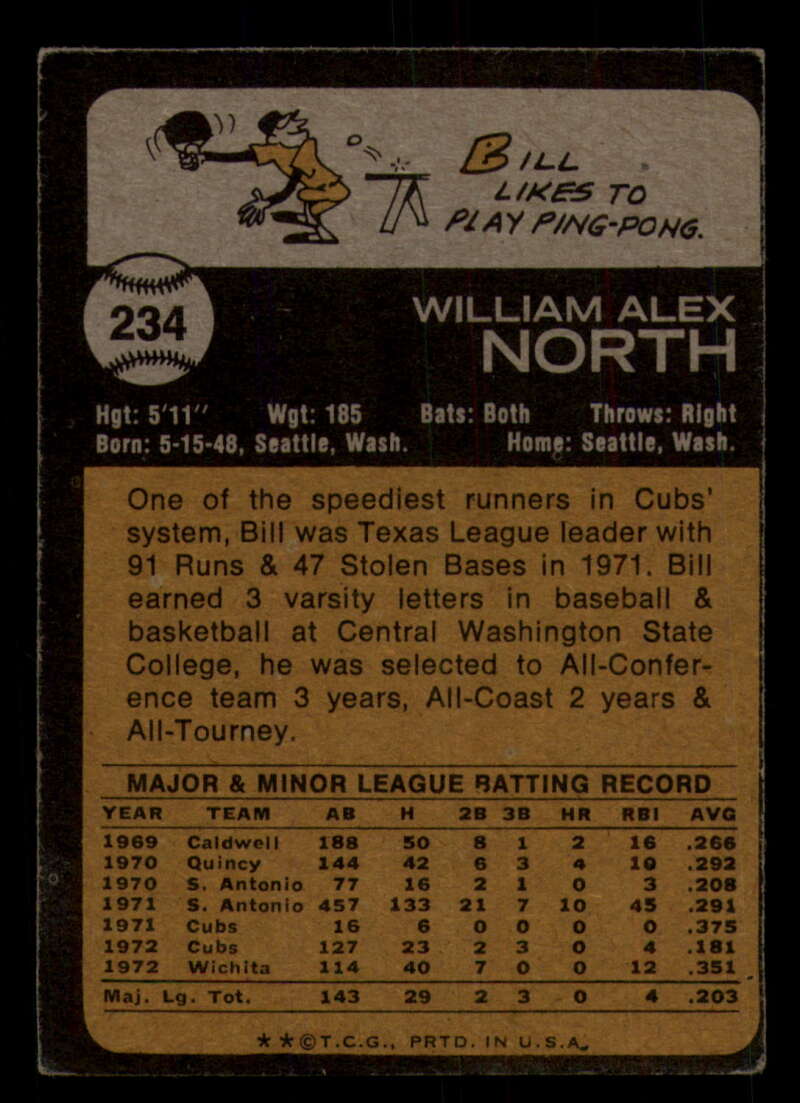 BILL
LIKES TO
PLAY PING-PONG.
234
WILLIAM ALEX
NORTH
Hgt: 5'11" Wgt: 185 Bats: Both Throws: Right
Born: 5-15-48, Seattle, Wash. Home: Seattle, Wash.
One of the speediest runners in Cubs'
system, Bill was Texas League leader with
91 Runs & 47 Stolen Bases in 1971. Bill
earned 3 varsity letters in baseball &
basketball at Central Washington State
College, he was selected to All-Confer-
ence team 3 years, All-Coast 2 years &
All-Tourney.
MAJOR & MINOR LEAGUE BATTING RECORD
YEAR TEAM AB H 2B 3B HR RBI AVG
1969 Caldwell 188 50 8 1 2 16 .266
1970 Quincy 144 42 6 3 4 10 .292
1970 S. Antonio 77 16 2 1 0 3 .208
1971 S. Antonio 457 133 21 7 10 45 .291
1971 Cubs 16 6 0 0 0 0 .375
1972 Cubs 127 23 2 3 0 4 .181
1972 Wichita 114 40 7 0 0 12 .351
Maj. Lg. Tot. 143 29 2 3 0 4 .203
★★©T.C.G., PRTD. IN U.S.A.